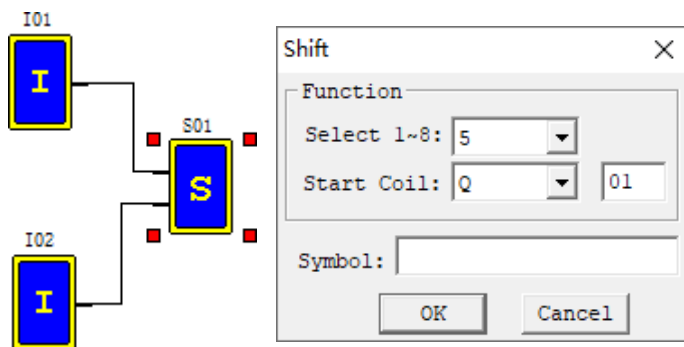 I01
I
S01
S
I02
I
Shift
Function
Select 1~8: 5
Start Coil: Q 01
Symbol:
OK Cancel